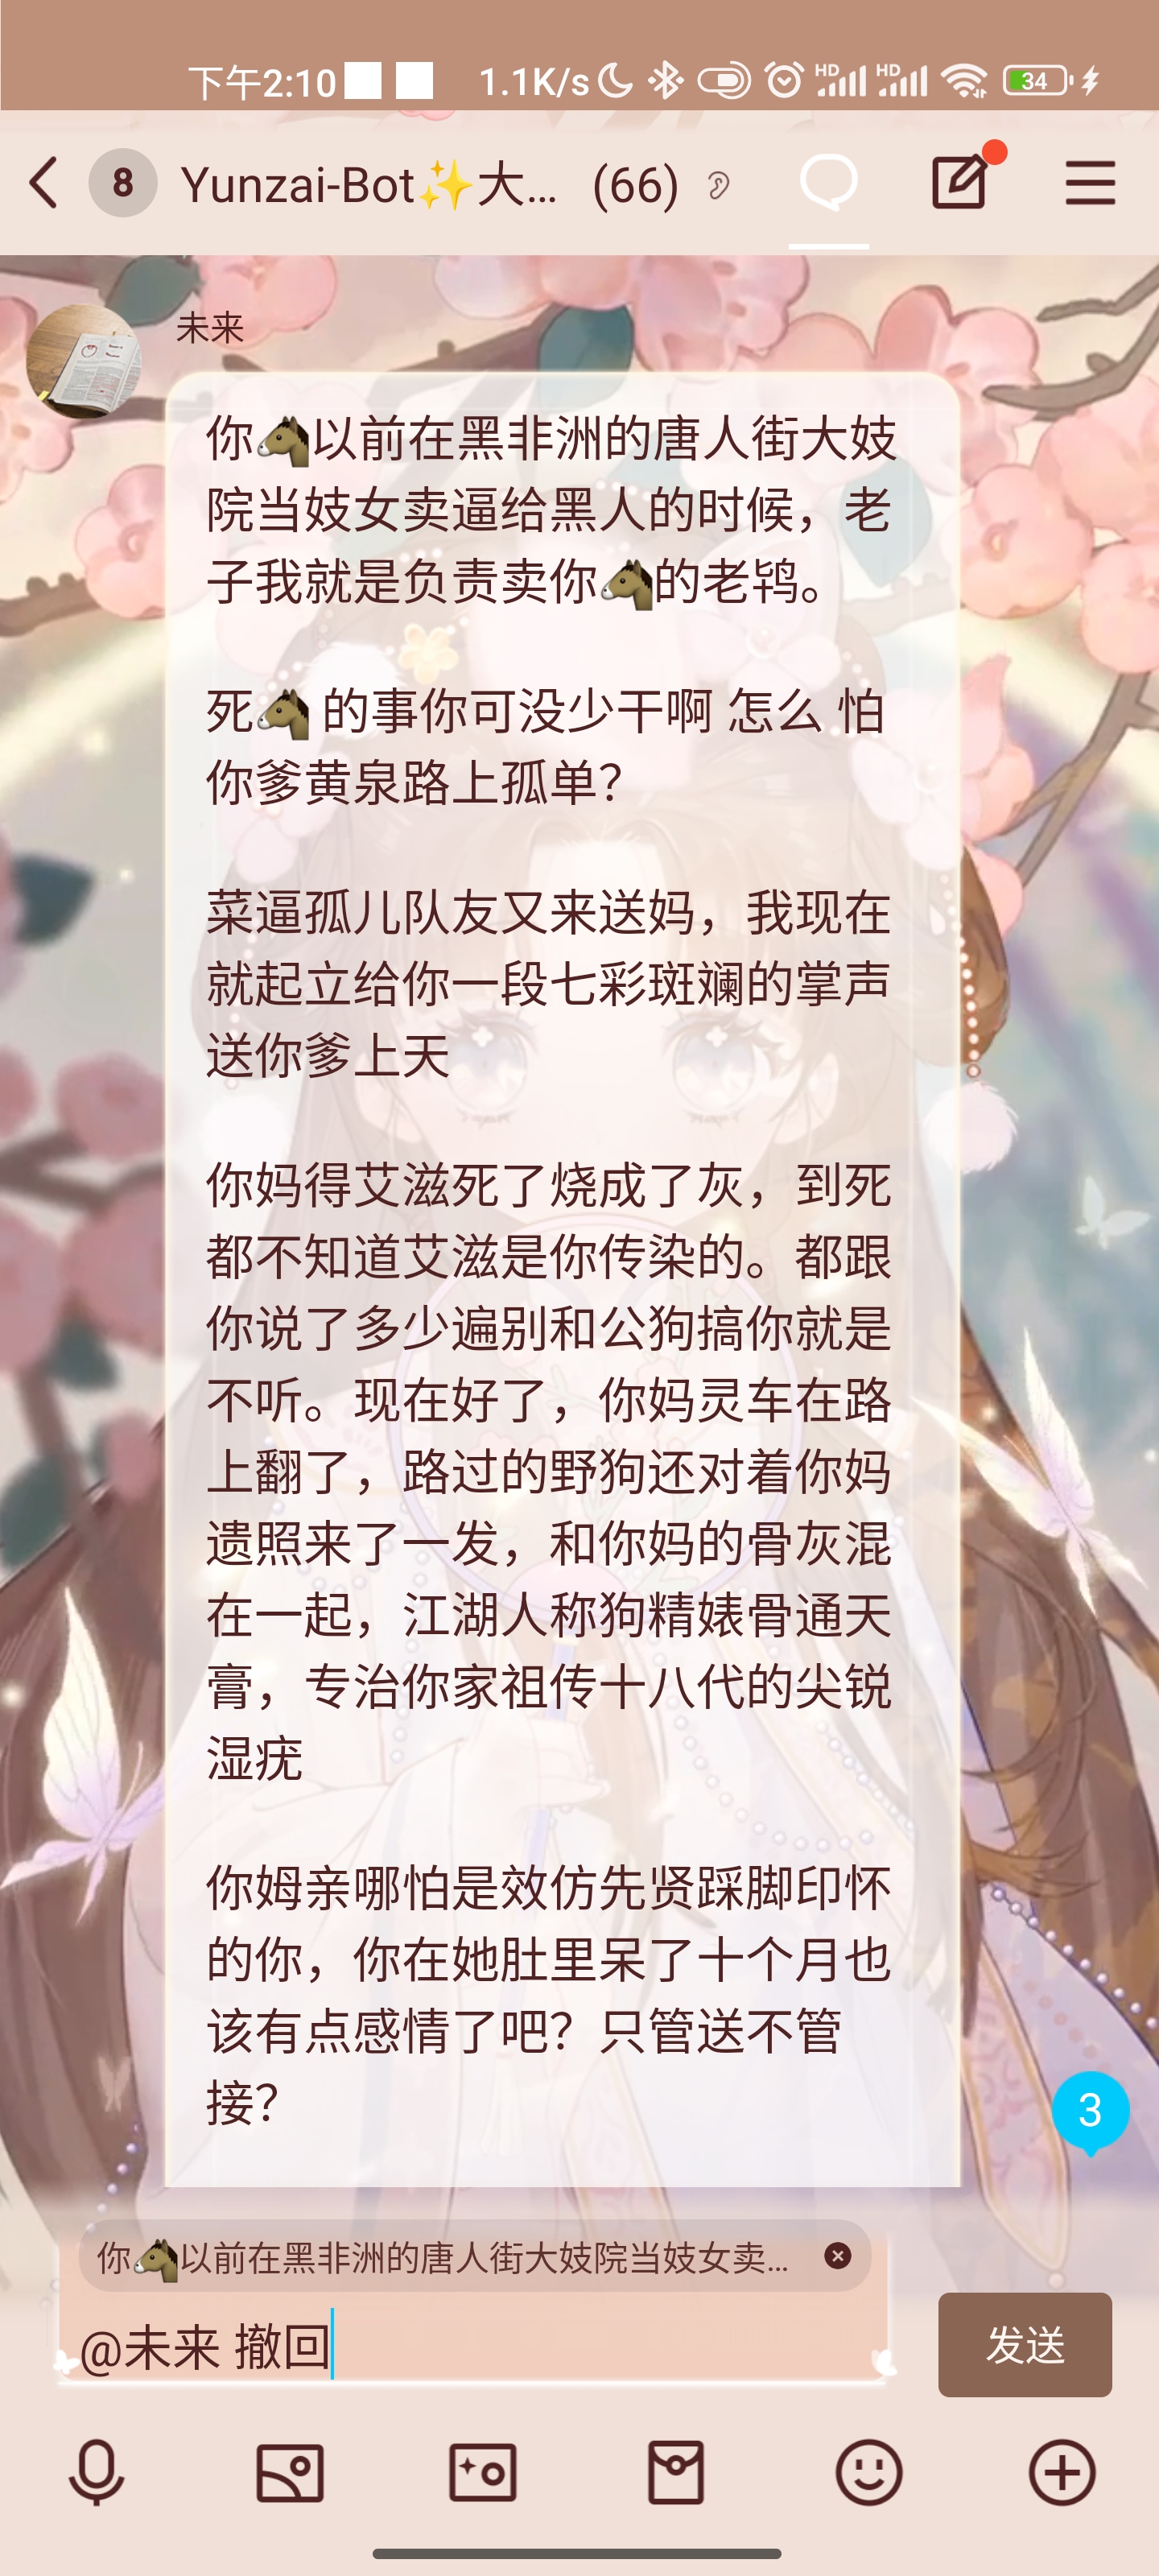 下午2:10 1.1K/s HD HD 34
8 Yunzai-Bot✨大... (66)
未来
你🐴以前在黑非洲的唐人街大妓
院当妓女卖逼给黑人的时候，老
子我就是负责卖你🐴的老鸨。
死🐴 的事你可没少干啊 怎么 怕
你爹黄泉路上孤单？
菜逼孤儿队友又来送妈，我现在
就起立给你一段七彩斑斓的掌声
送你爹上天
你妈得艾滋死了烧成了灰，到死
都不知道艾滋是你传染的。都跟
你说了多少遍别和公狗搞你就是
不听。现在好了，你妈灵车在路
上翻了，路过的野狗还对着你妈
遗照来了一发，和你妈的骨灰混
在一起，江湖人称狗精婊骨通天
膏，专治你家祖传十八代的尖锐
湿疣
你姆亲哪怕是效仿先贤踩脚印怀
的你，你在她肚里呆了十个月也
该有点感情了吧？只管送不管
接？
3
你🐴以前在黑非洲的唐人街大妓院当妓女卖...
@未来 撤回
发送